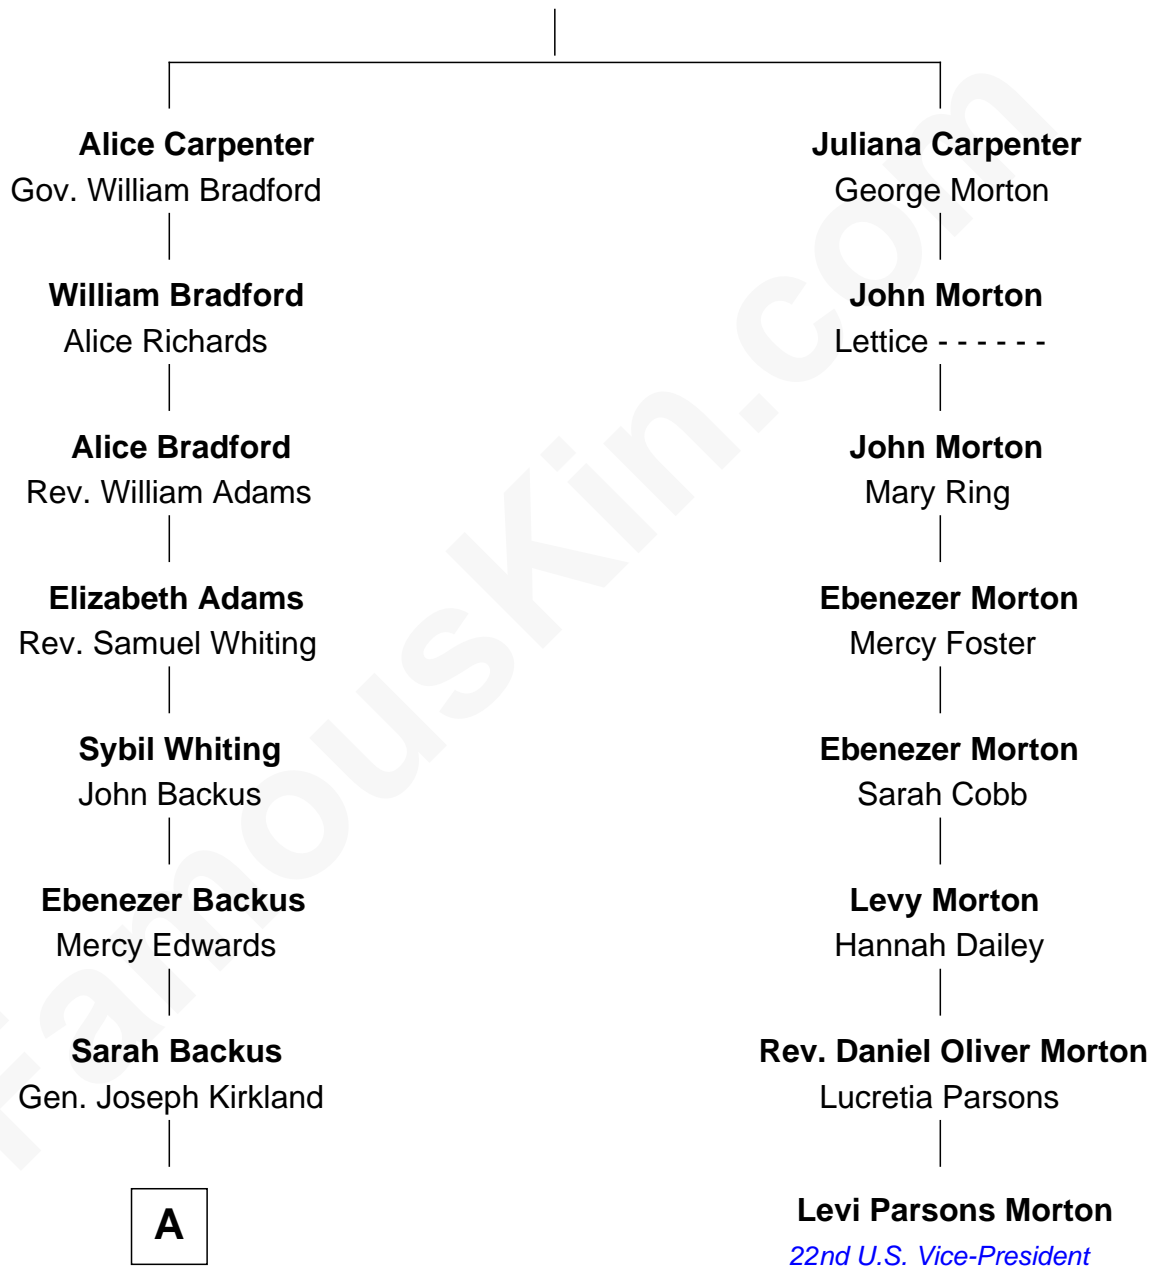 Alice Carpenter
Gov. William Bradford
William Bradford
Alice Richards
Alice Bradford
Rev. William Adams
Elizabeth Adams
Rev. Samuel Whiting
Sybil Whiting
John Backus
Ebenezer Backus
Mercy Edwards
Sarah Backus
Gen. Joseph Kirkland
A
Juliana Carpenter
George Morton
John Morton
Lettice - - - - - -
John Morton
Mary Ring
Ebenezer Morton
Mercy Foster
Ebenezer Morton
Sarah Cobb
Levy Morton
Hannah Dailey
Rev. Daniel Oliver Morton
Lucretia Parsons
Levi Parsons Morton
22nd U.S. Vice-President
FamousKin.com